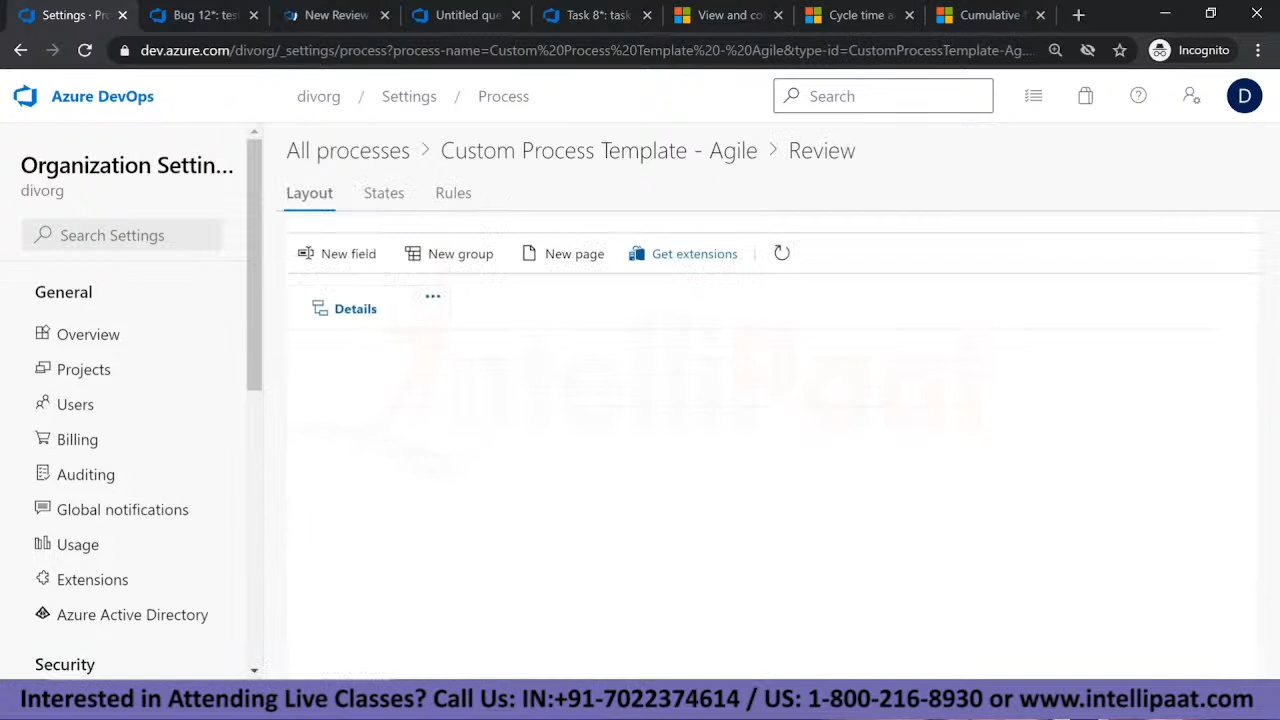 Settings · Pro
Bug 12*: tes
New Review
Untitled que
Task 8*: task
View and co
Cycle time a
Cumulative
dev.azure.com/divorg/_settings/process?process-name=Custom%20Process%20Template%20-%20Agile&type-id=CustomProcessTemplate-Ag...
Incognito
Azure DevOps
divorg / Settings / Process
Search
D
Organization Settin...
divorg
Search Settings
General
Overview
Projects
Users
Billing
Auditing
Global notifications
Usage
Extensions
Azure Active Directory
Security
All processes > Custom Process Template - Agile > Review
Layout
States
Rules
New field
New group
New page
Get extensions
Details
IntelliPaat
Interested in Attending Live Classes? Call Us: IN:+91-7022374614 / US: 1-800-216-8930 or www.intellipaat.com